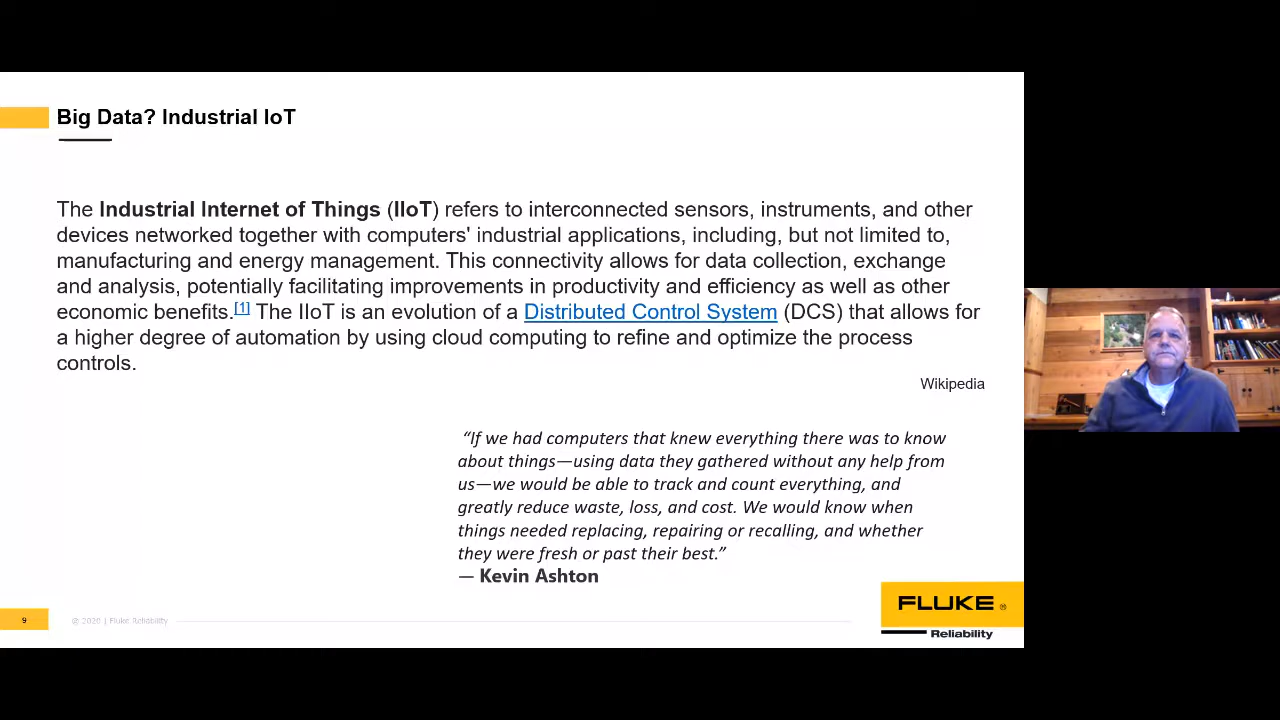 Big Data? Industrial IoT
The Industrial Internet of Things (IIoT) refers to interconnected sensors, instruments, and other
devices networked together with computers' industrial applications, including, but not limited to,
manufacturing and energy management. This connectivity allows for data collection, exchange
and analysis, potentially facilitating improvements in productivity and efficiency as well as other
economic benefits.[1] The IIoT is an evolution of a Distributed Control System (DCS) that allows for
a higher degree of automation by using cloud computing to refine and optimize the process
controls.
Wikipedia
“If we had computers that knew everything there was to know
about things—using data they gathered without any help from
us—we would be able to track and count everything, and
greatly reduce waste, loss, and cost. We would know when
things needed replacing, repairing or recalling, and whether
they were fresh or past their best.”
— Kevin Ashton
9
© 2020 | Fluke Reliability
FLUKE®
Reliability